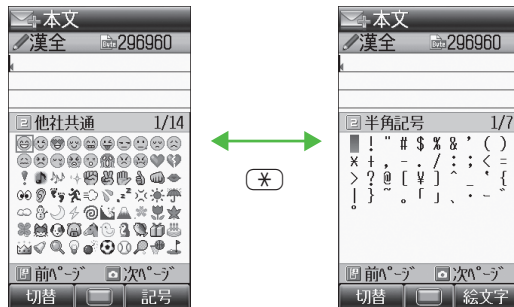 本文
漢全 Byte 296960
他社共通 1/14
前ページ 次ページ
切替 記号
本文
漢全 Byte 296960
半角記号 1/7
! " # $ % & ' ( )
* + , - . / : ; < =
> ? @ [ ¥ ] ^ _ ` {
| } ~ 。 「 」 、 ・ ゛
゜
前ページ 次ページ
切替 絵文字